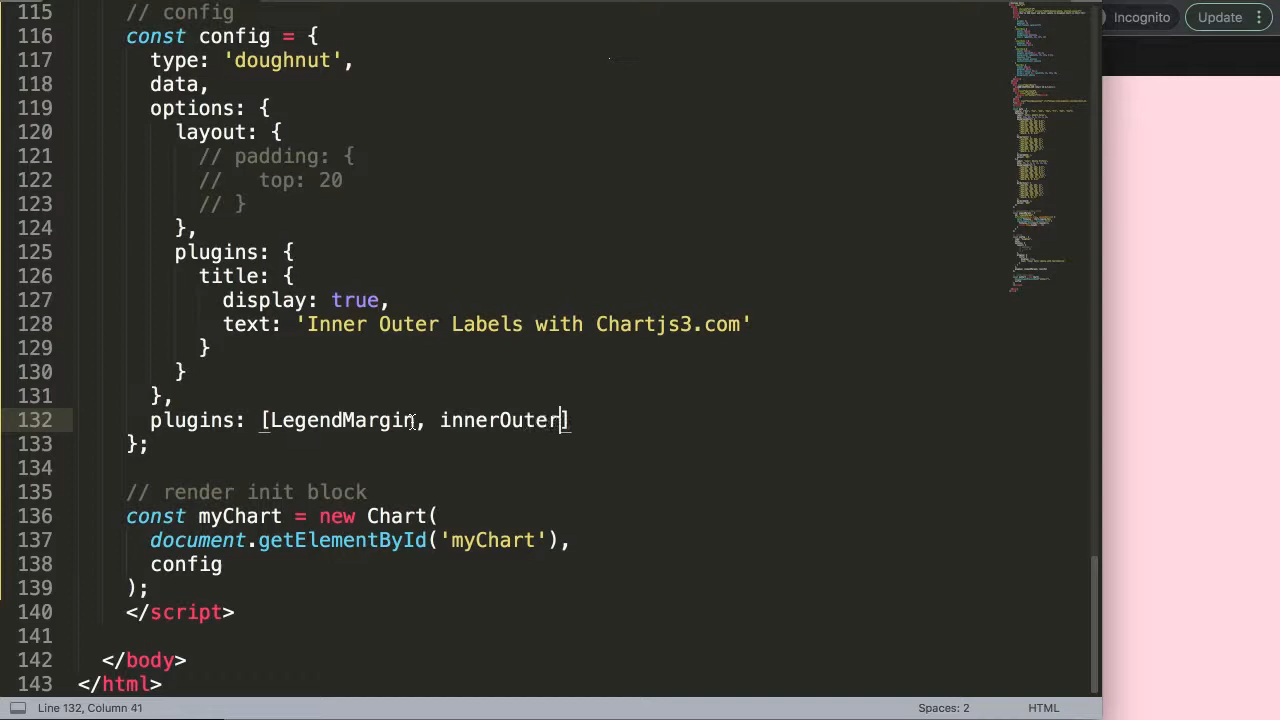 115 // config
116 const config = {
117 type: 'doughnut',
118 data,
119 options: {
120 layout: {
121 // padding: {
122 // top: 20
123 // }
124 },
125 plugins: {
126 title: {
127 display: true,
128 text: 'Inner Outer Labels with Chartjs3.com'
129 }
130 }
131 },
132 plugins: [LegendMargin, innerOuter]
133 };
134
135 // render init block
136 const myChart = new Chart(
137 document.getElementById('myChart'),
138 config
139 );
140 </script>
141
142 </body>
143 </html>
Line 132, Column 41
Spaces: 2
HTML
Incognito
Update